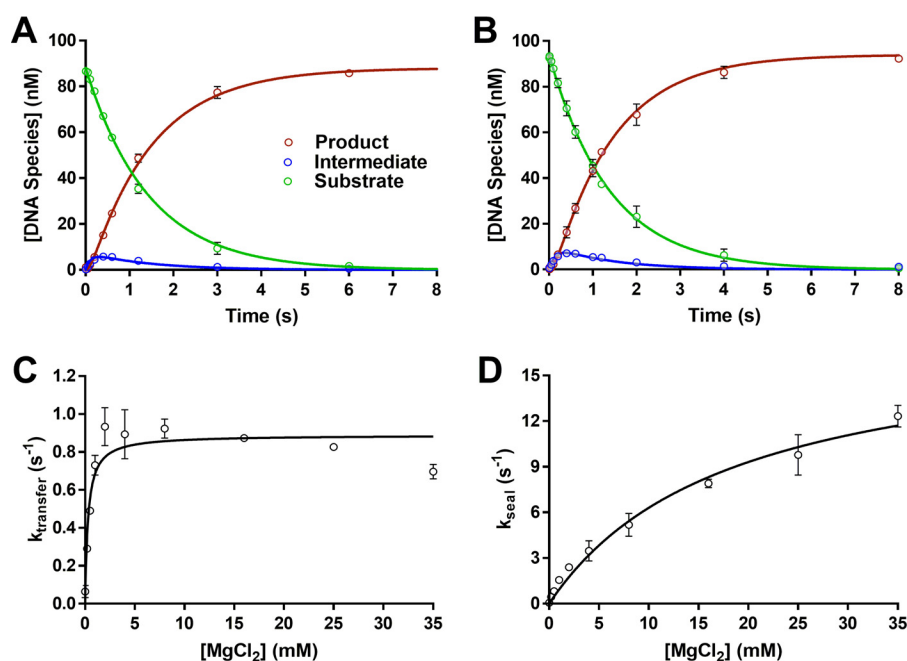 A
B
100
80
60
40
20
0
[DNA Species] (nM)
Product
Intermediate
Substrate
0 1 2 3 4 5 6 7 8
Time (s)
100
80
60
40
20
0
[DNA Species] (nM)
0 1 2 3 4 5 6 7 8
Time (s)
C
D
1.2
1.0
0.8
0.6
0.4
0.2
0.0
k_transfer (s⁻¹)
0 5 10 15 20 25 30 35
[MgCl₂] (mM)
15
12
9
6
3
0
k_seal (s⁻¹)
0 5 10 15 20 25 30 35
[MgCl₂] (mM)